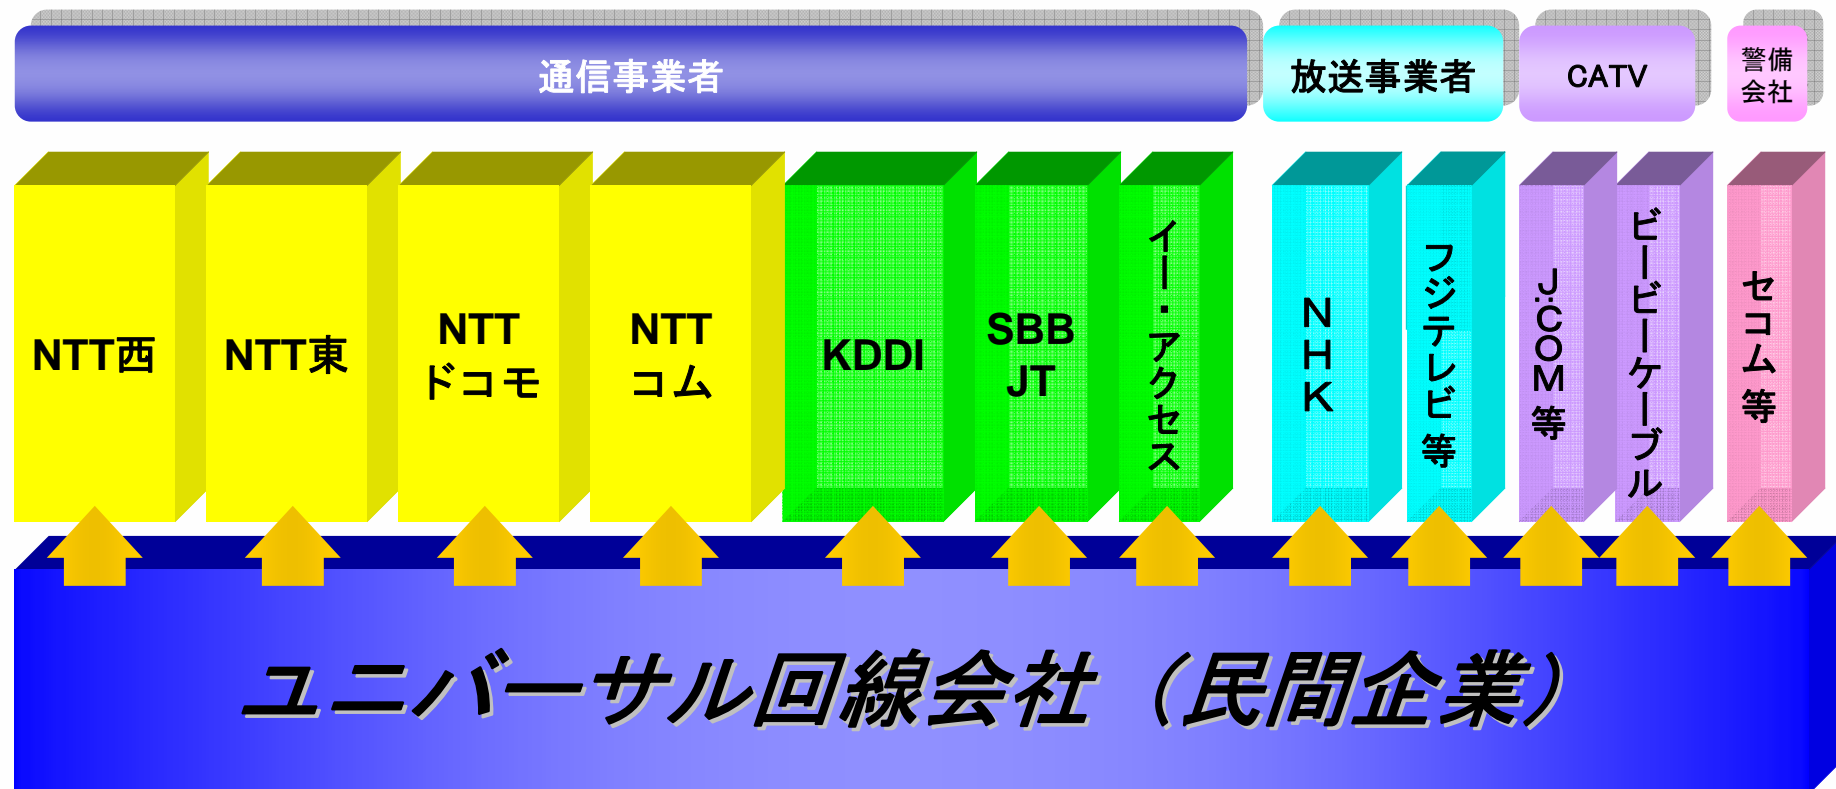 通信事業者
放送事業者
CATV
警備
会社
NTT西
NTT東
NTT
ドコモ
NTT
コム
KDDI
SBB
JT
イー・アクセス
NHK
フジテレビ 等
J:COM 等
ビービーケーブル
セコム 等
ユニバーサル回線会社（民間企業）